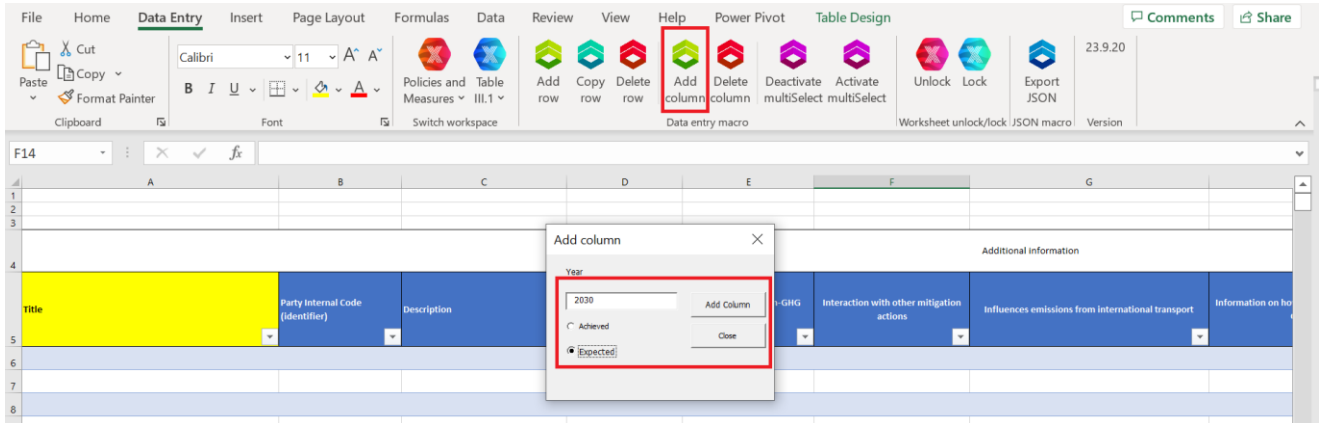 File Home Data Entry Insert Page Layout Formulas Data Review View Help Power Pivot Table Design Comments Share
Cut
Copy
Format Painter
Paste
Clipboard
Calibri 11 A A
B I U A
Font
Policies and Measures
Table III.1
Switch workspace
Add row
Copy row
Delete row
Add column
Delete column
Deactivate multiSelect
Activate multiSelect
Data entry macro
Unlock Lock
Worksheet unlock/lock
Export JSON
JSON macro
23.9.20
Version
F14 fx
A B C D E F G
1
2
3
4 Additional information
5 Title
Party Internal Code
(identifier)
Description
n-GHG
Interaction with other mitigation
actions
Influences emissions from international transport
Information on ho
6
7
8
Add column
Year
2030 Add Column
Achieved
Close
Expected